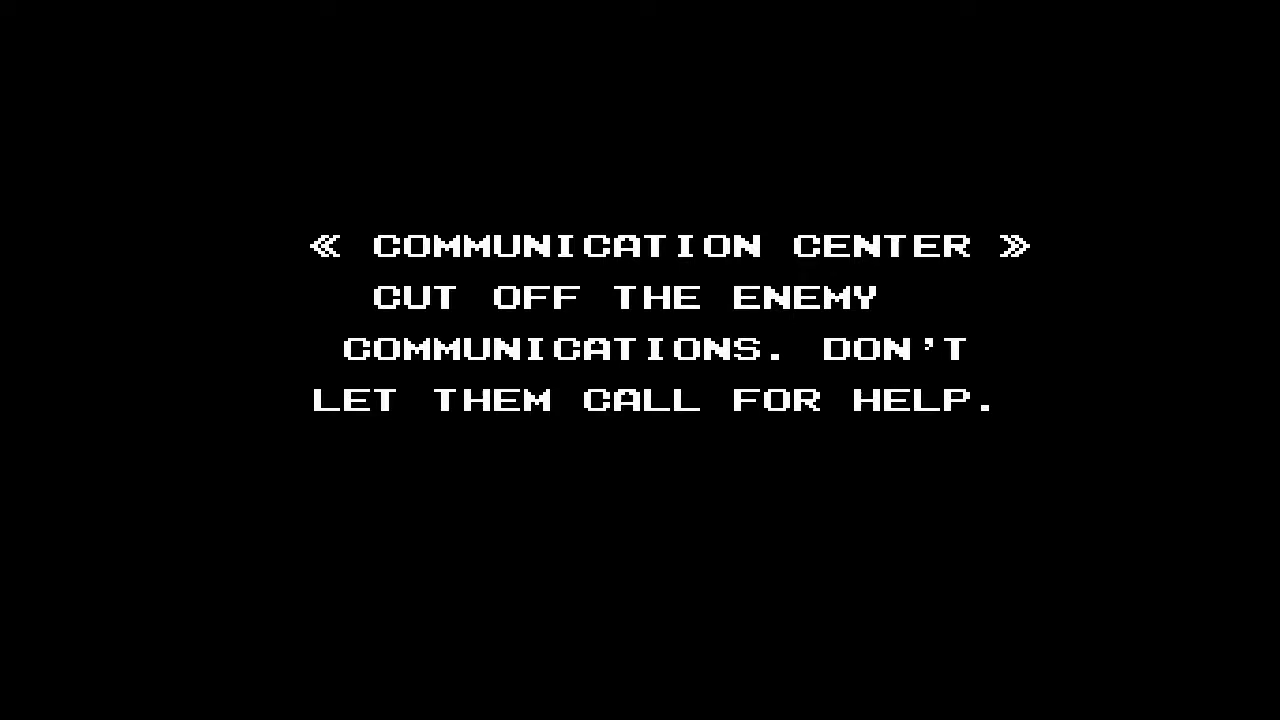 « COMMUNICATION CENTER »
CUT OFF THE ENEMY
COMMUNICATIONS. DON'T
LET THEM CALL FOR HELP.